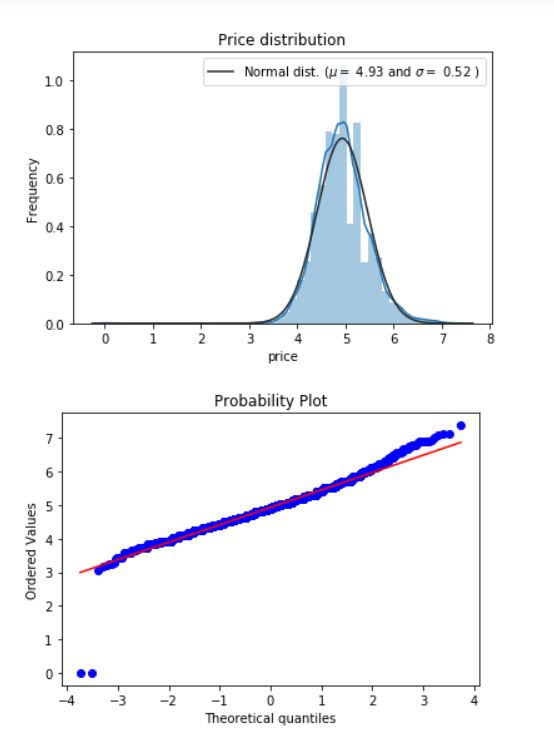 Price distribution
Normal dist. (μ = 4.93 and σ = 0.52 )
1.0
0.8
0.6
0.4
0.2
0.0
Frequency
0 1 2 3 4 5 6 7 8
price
Probability Plot
7
6
5
4
3
2
1
0
Ordered Values
−4 −3 −2 −1 0 1 2 3 4
Theoretical quantiles